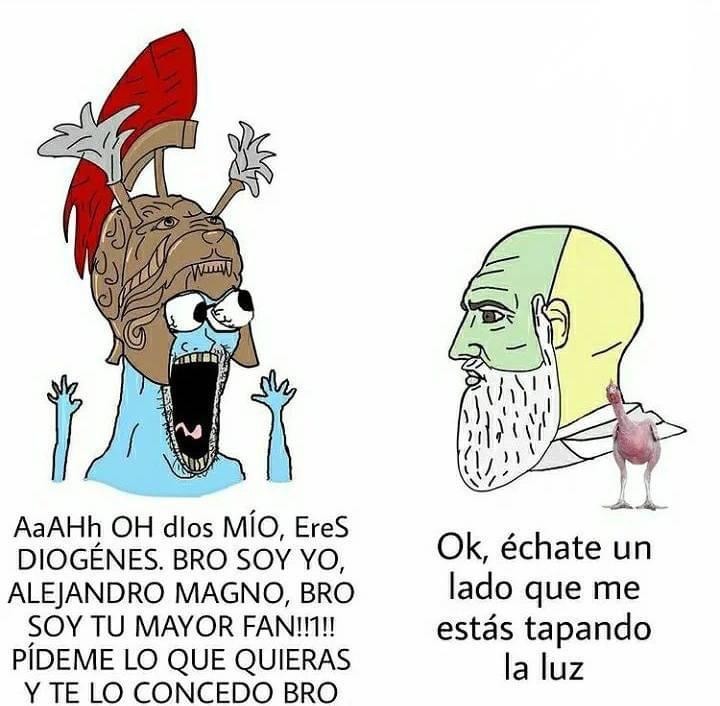 AaAHh OH dIos MÍO, EreS
DIOGÉNES. BRO SOY YO,
ALEJANDRO MAGNO, BRO
SOY TU MAYOR FAN!!1!!
PÍDEME LO QUE QUIERAS
Y TE LO CONCEDO BRO
Ok, échate un
lado que me
estás tapando
la luz